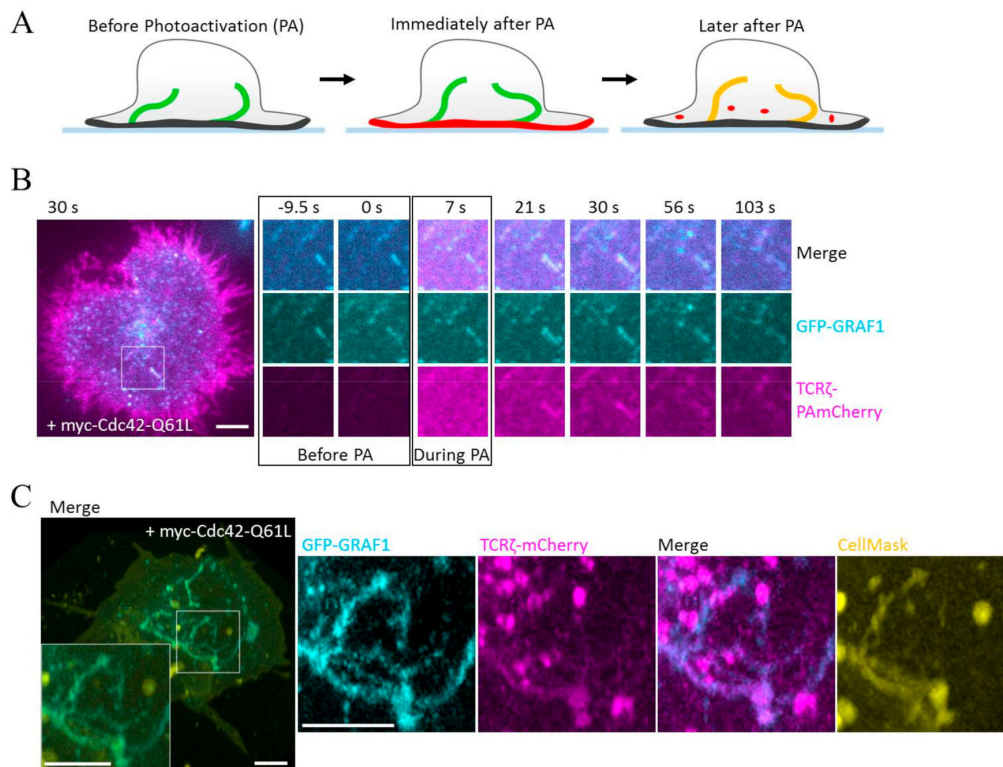 A
Before Photoactivation (PA)
Immediately after PA
Later after PA
B
30 s
-9.5 s
0 s
7 s
21 s
30 s
56 s
103 s
Merge
GFP-GRAF1
TCRζ-
PAmCherry
+ myc-Cdc42-Q61L
Before PA
During PA
C
Merge
+ myc-Cdc42-Q61L
GFP-GRAF1
TCRζ-mCherry
Merge
CellMask